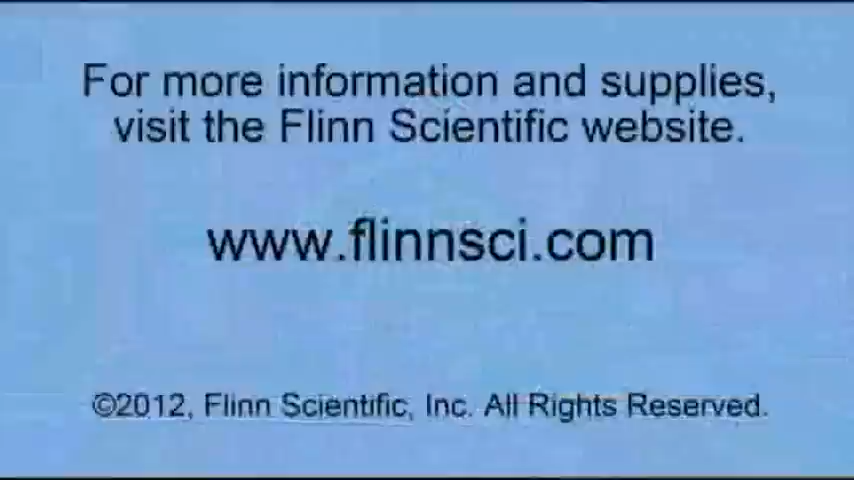 For more information and supplies,
visit the Flinn Scientific website.
www.flinnsci.com
©2012, Flinn Scientific, Inc. All Rights Reserved.